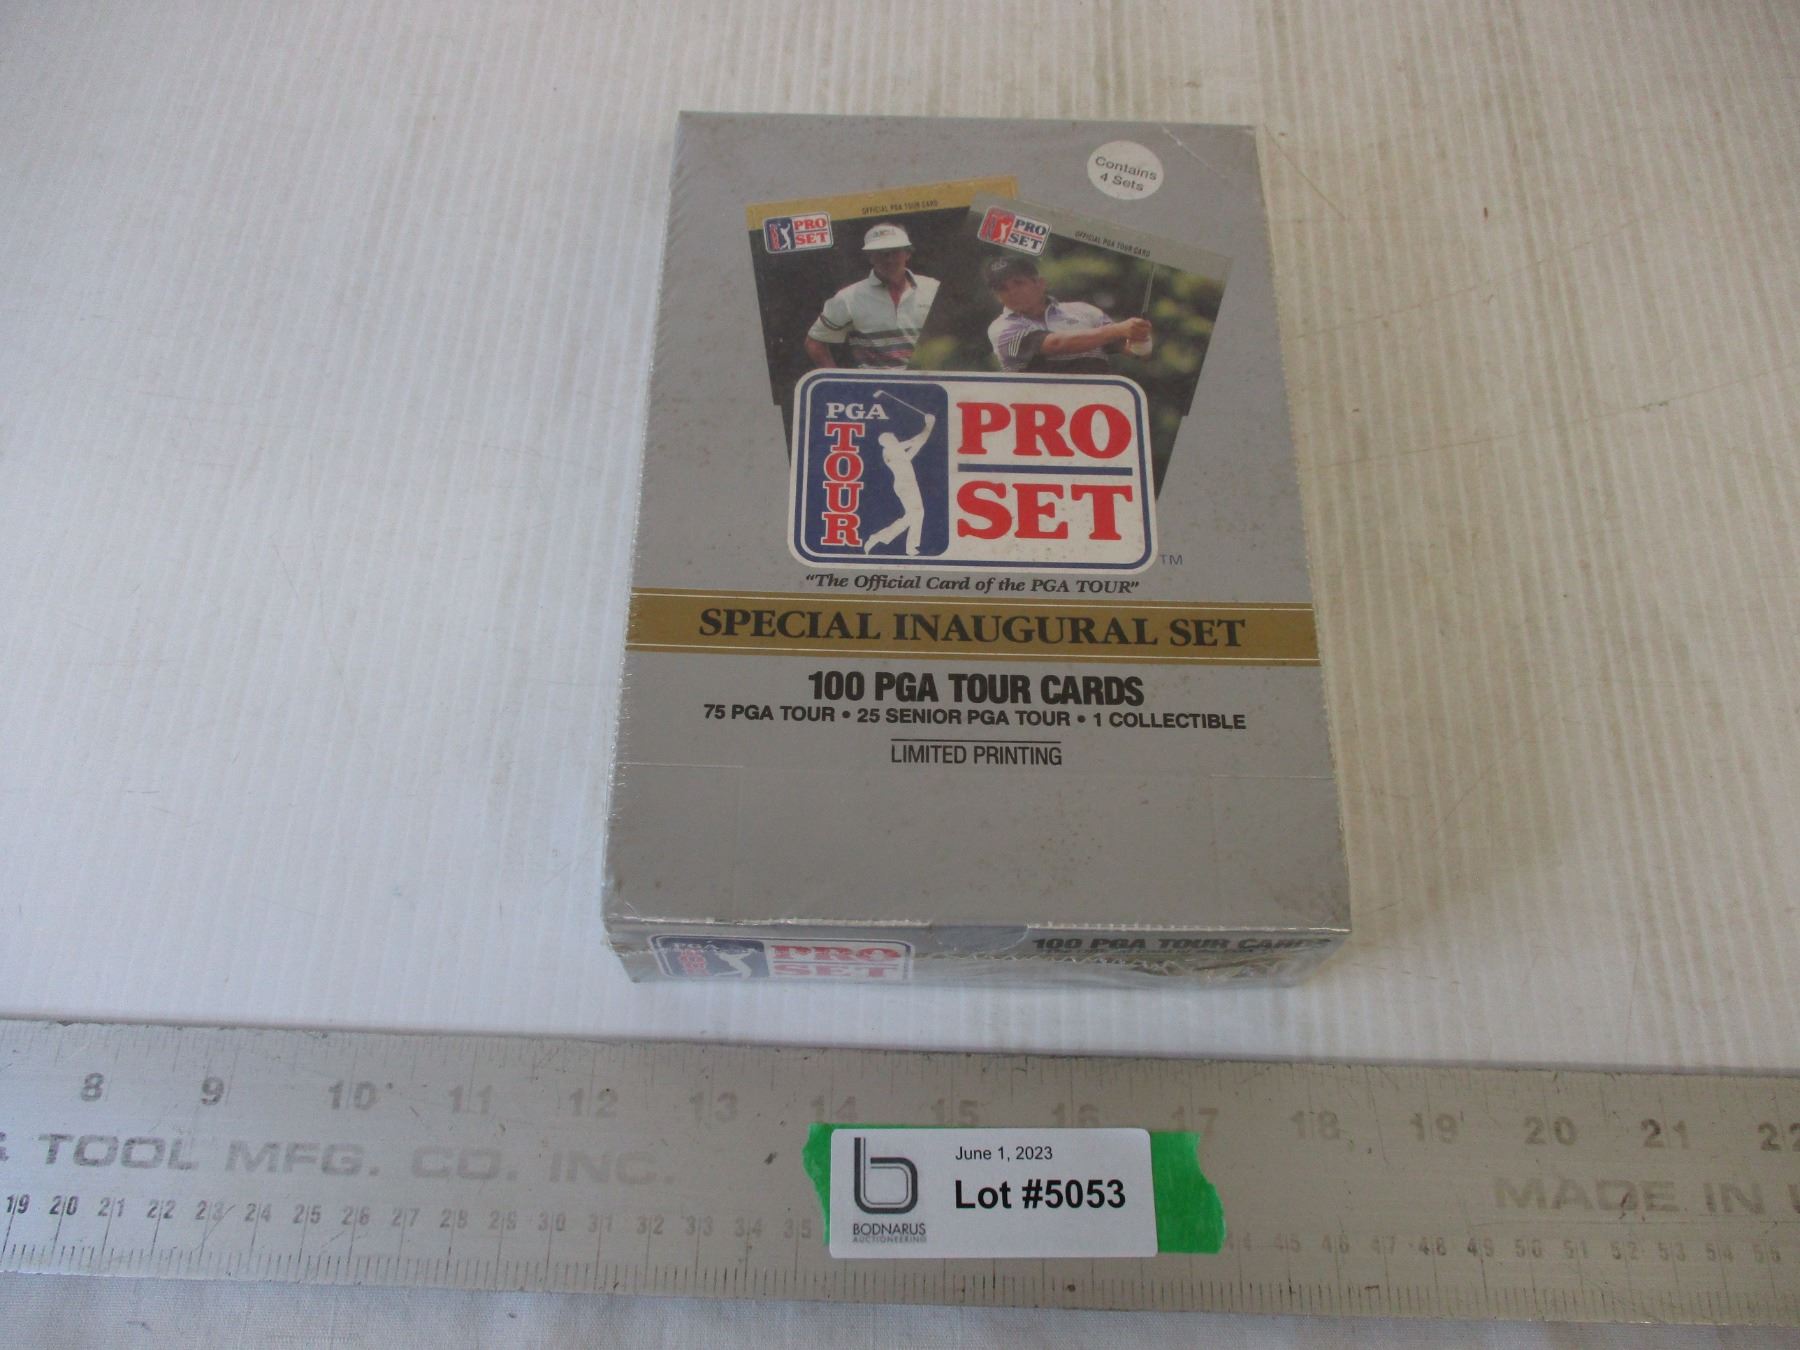 Contains
4 Sets
OFFICIAL PGA TOUR CARD
PRO
SET
OFFICIAL PGA TOUR CARD
PRO
SET
PGA
TOUR
PRO
SET
TM
"The Official Card of the PGA TOUR"
SPECIAL INAUGURAL SET
100 PGA TOUR CARDS
75 PGA TOUR • 25 SENIOR PGA TOUR • 1 COLLECTIBLE
LIMITED PRINTING
PGA
PRO
SET
100 PGA TOUR CARDS
8 9 10 11 12 13 14 15 16 17 18 19 20 21 22
TOOL MFG. CO. INC.
MADE IN
19 20 21 22 23 24 25 26 27 28 29 30 31 32 33 34 35
44 45 46 47 48 49 50 51 52 53 54 55
June 1, 2023
Lot #5053
b
BODNARUS
AUCTIONEERING